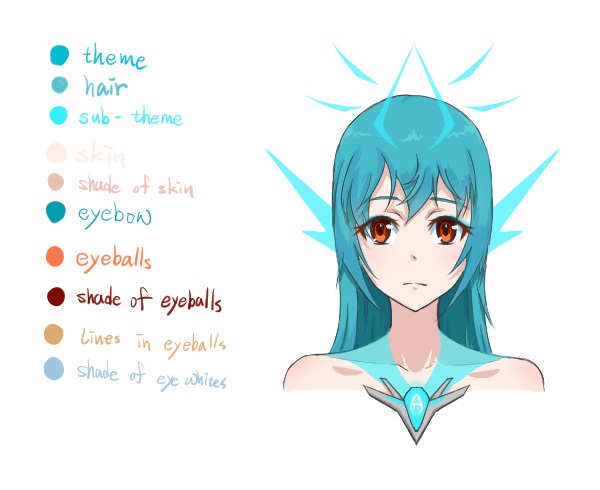 theme
hair
sub-theme
skin
shade of skin
eyebow
eyeballs
shade of eyeballs
Lines in eyeballs
shade of eye whites
A